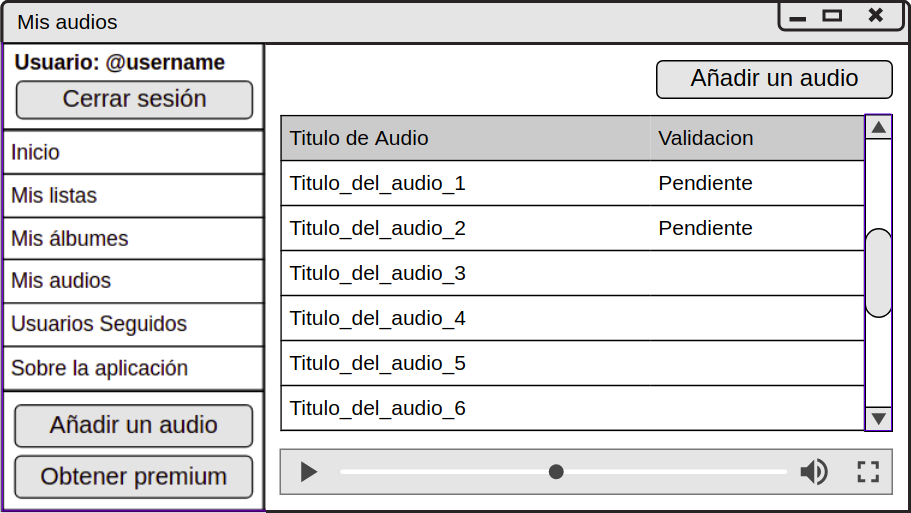 Mis audios
Usuario: @username
Cerrar sesión
Inicio
Mis listas
Mis álbumes
Mis audios
Usuarios Seguidos
Sobre la aplicación
Añadir un audio
Obtener premium
Añadir un audio
Titulo de Audio Validacion
Titulo_del_audio_1 Pendiente
Titulo_del_audio_2 Pendiente
Titulo_del_audio_3
Titulo_del_audio_4
Titulo_del_audio_5
Titulo_del_audio_6